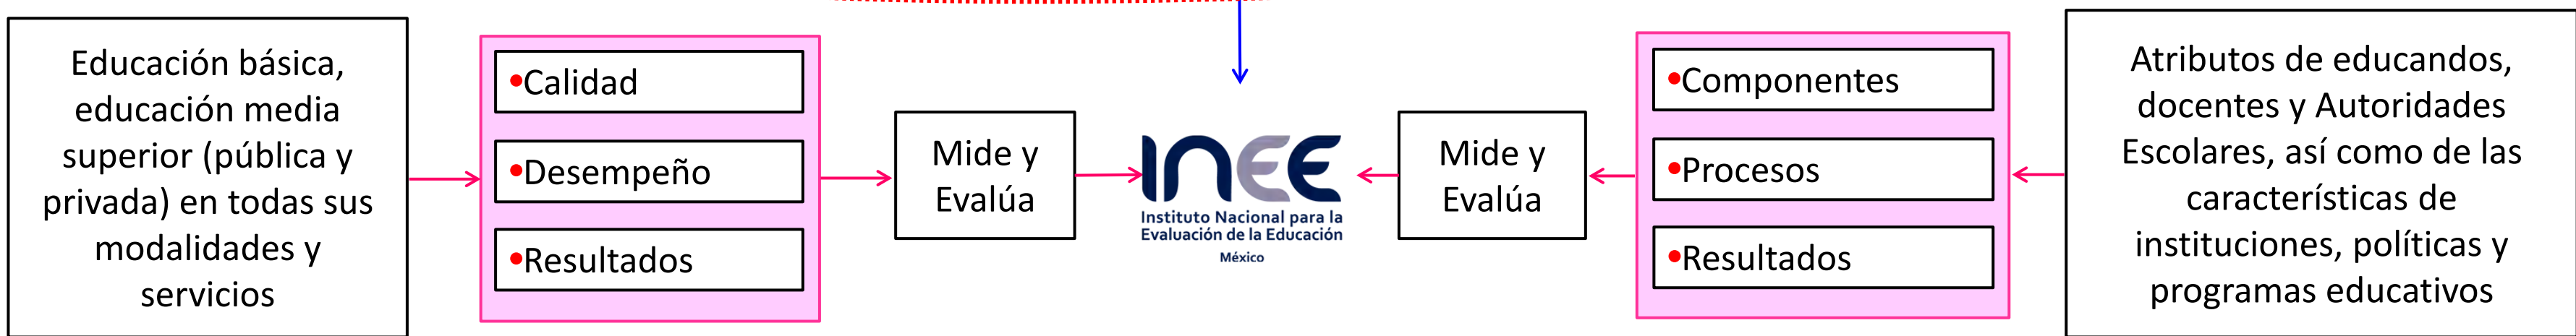 Educación básica,
educación media
superior (pública y
privada) en todas sus
modalidades y
servicios
•Calidad
•Desempeño
•Resultados
Mide y
Evalúa
INEE
Instituto Nacional para la
Evaluación de la Educación
México
Mide y
Evalúa
•Componentes
•Procesos
•Resultados
Atributos de educandos,
docentes y Autoridades
Escolares, así como de las
características de
instituciones, políticas y
programas educativos